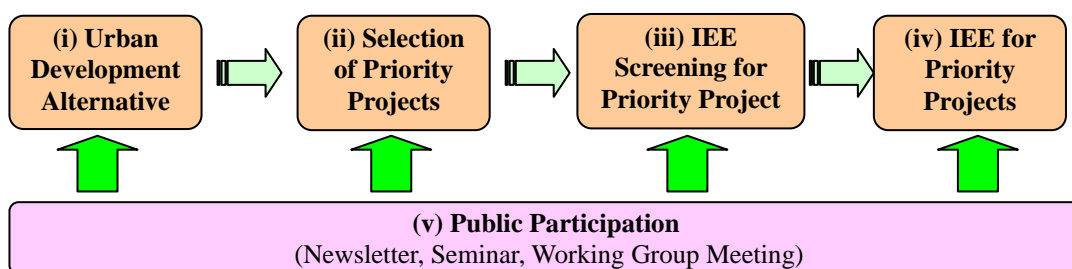 (i) Urban
Development
Alternative
(ii) Selection
of Priority
Projects
(iii) IEE
Screening for
Priority Project
(iv) IEE for
Priority
Projects
(v) Public Participation
(Newsletter, Seminar, Working Group Meeting)